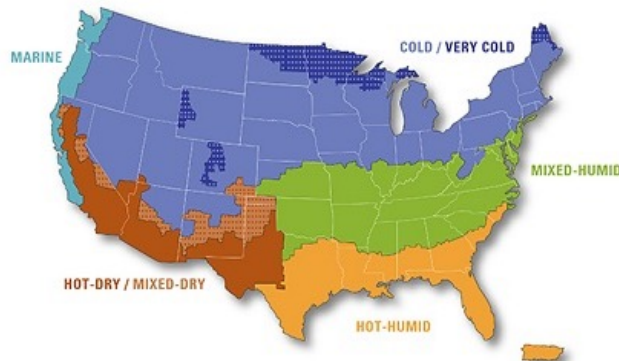 COLD / VERY COLD
MARINE
MIXED-HUMID
HOT-DRY / MIXED-DRY
HOT-HUMID